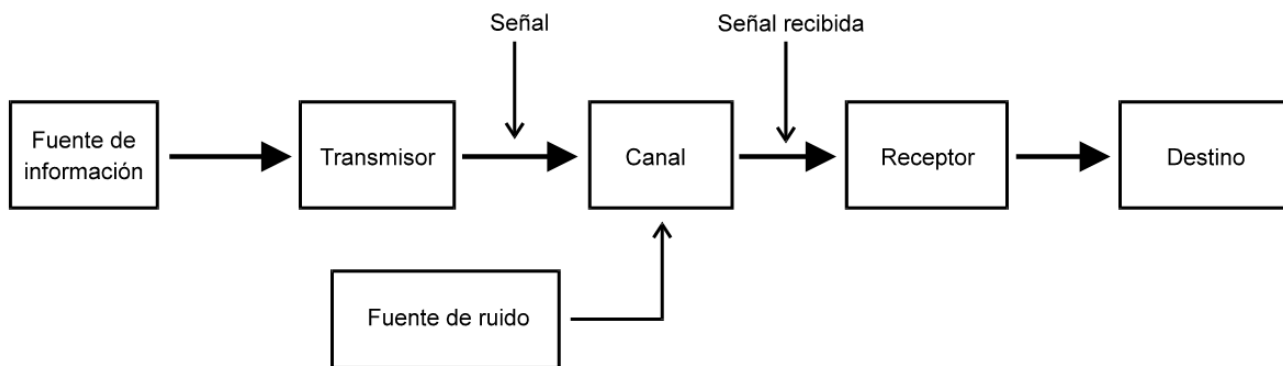 Señal
Señal recibida
Fuente de
información
Transmisor
Canal
Receptor
Destino
Fuente de ruido